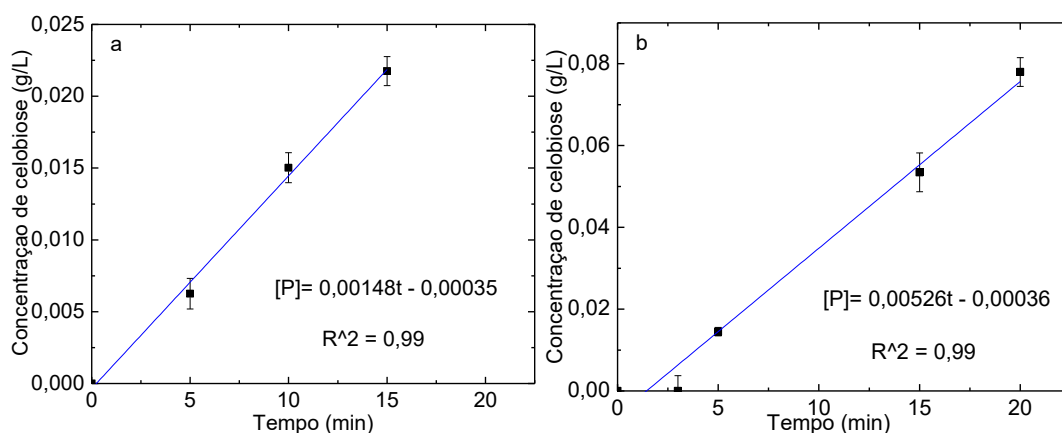 a
0,025
0,020
0,015
0,010
0,005
0,000
Concentraçao de celobiose (g/L)
[P]= 0,00148t - 0,00035
R^2 = 0,99
0
5
10
15
20
Tempo (min)
b
0,08
0,06
0,04
0,02
0,00
Concentraçao de celobiose (g/L)
[P]= 0,00526t - 0,00036
R^2 = 0,99
0
5
10
15
20
Tempo (min)